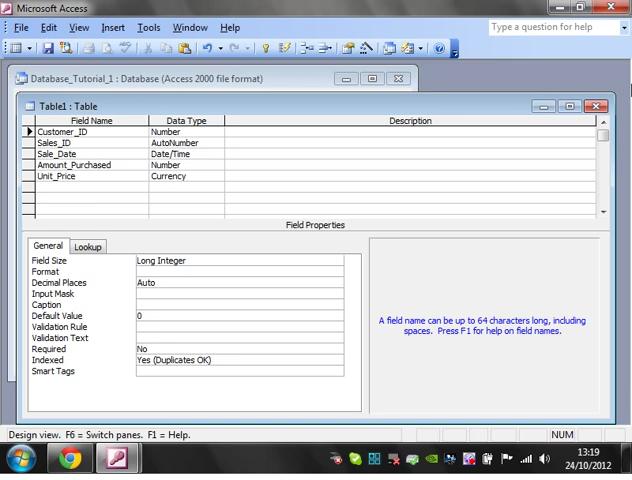 Microsoft Access
File Edit View Insert Tools Window Help Type a question for help
Database_Tutorial_1 : Database (Access 2000 file format)
Table1 : Table
Field Name Data Type Description
Customer_ID Number
Sales_ID AutoNumber
Sale_Date Date/Time
Amount_Purchased Number
Unit_Price Currency
Field Properties
General Lookup
Field Size Long Integer
Format
Decimal Places Auto
Input Mask
Caption
Default Value 0
Validation Rule
Validation Text
Required No
Indexed Yes (Duplicates OK)
Smart Tags
A field name can be up to 64 characters long, including
spaces. Press F1 for help on field names.
Design view. F6 = Switch panes. F1 = Help. NUM
13:19
24/10/2012